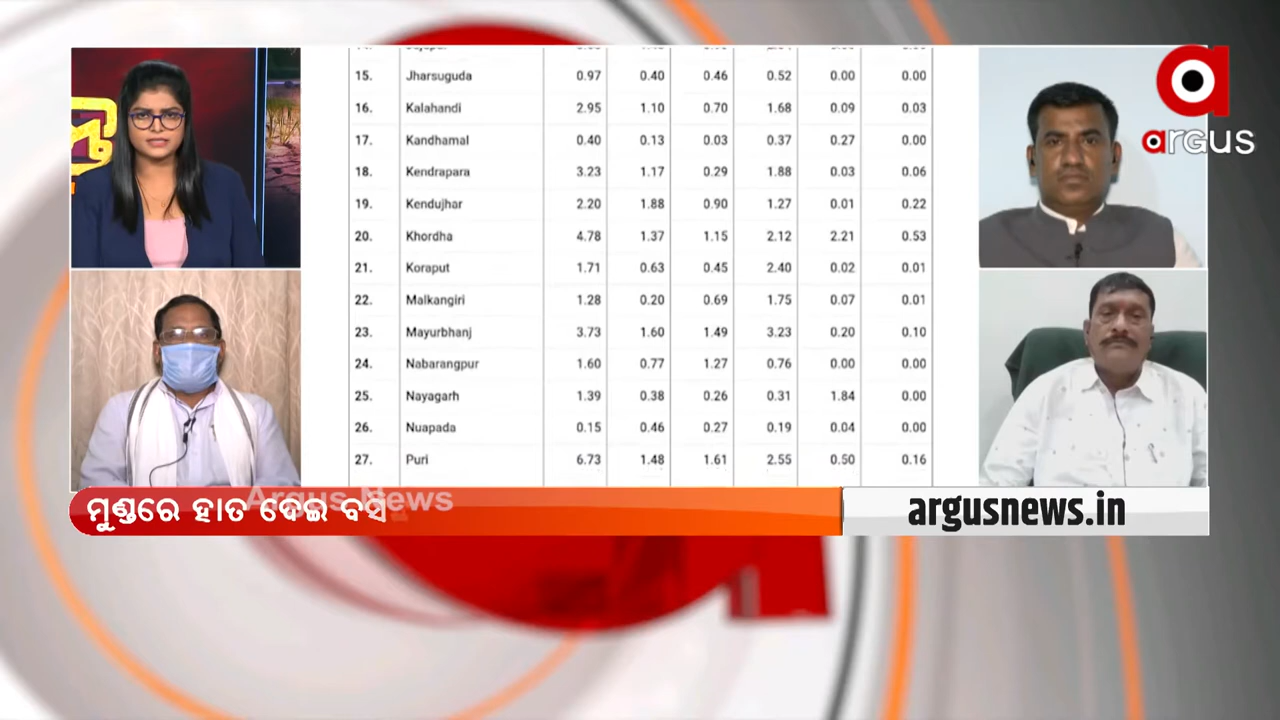 15. Jharsuguda 0.97 0.40 0.46 0.52 0.00 0.00
16. Kalahandi 2.95 1.10 0.70 1.68 0.09 0.03
17. Kandhamal 0.40 0.13 0.03 0.37 0.27 0.00
18. Kendrapara 3.23 1.17 0.29 1.88 0.03 0.06
19. Kendujhar 2.20 1.88 0.90 1.27 0.01 0.22
20. Khordha 4.78 1.37 1.15 2.12 2.21 0.53
21. Koraput 1.71 0.63 0.45 2.40 0.02 0.01
22. Malkangiri 1.28 0.20 0.69 1.75 0.07 0.01
23. Mayurbhanj 3.73 1.60 1.49 3.23 0.20 0.10
24. Nabarangpur 1.60 0.77 1.27 0.76 0.00 0.00
25. Nayagarh 1.39 0.38 0.26 0.31 1.84 0.00
26. Nuapada 0.15 0.46 0.27 0.19 0.04 0.00
27. Puri 6.73 1.48 1.61 2.55 0.50 0.16
argus
Argus News
ମୁଣ୍ଡରେ ହାତ ଦେଇ ବସି
argusnews.in